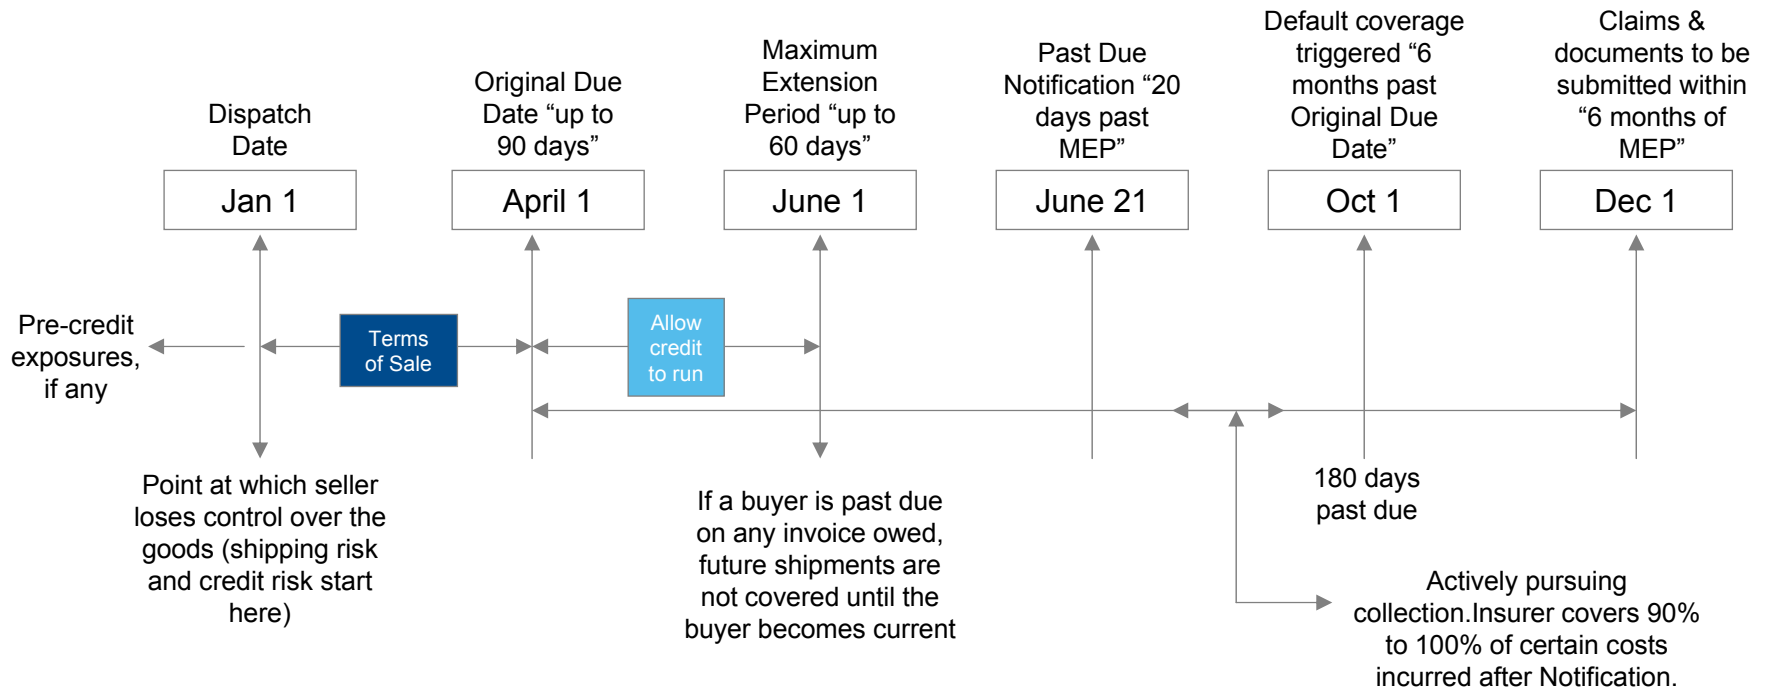 Dispatch
Date
Jan 1
Original Due
Date “up to
90 days”
April 1
Maximum
Extension
Period “up to
60 days”
June 1
Past Due
Notification “20
days past
MEP”
June 21
Default coverage
triggered “6
months past
Original Due
Date”
Oct 1
Claims &
documents to be
submitted within
“6 months of
MEP”
Dec 1
Pre-credit
exposures,
if any
Terms
of Sale
Allow
credit
to run
Point at which seller
loses control over the
goods (shipping risk
and credit risk start
here)
If a buyer is past due
on any invoice owed,
future shipments are
not covered until the
buyer becomes current
180 days
past due
Actively pursuing
collection.Insurer covers 90%
to 100% of certain costs
incurred after Notification.